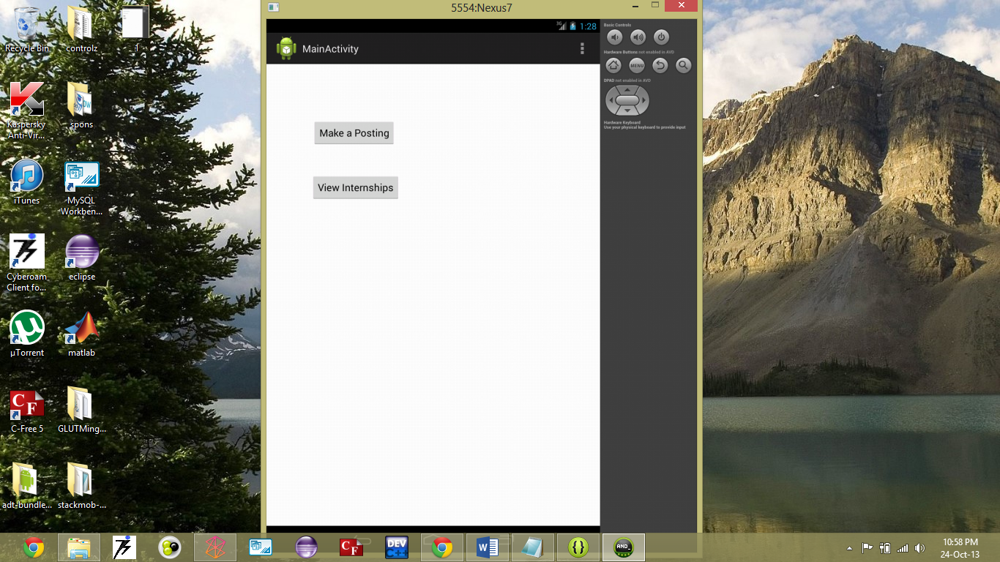 5554:Nexus7
Recycle Bin
controlz
Kaspersky
Anti-Vir...
spons
iTunes
MySQL
Workben...
Cyberoam
Client fo...
eclipse
µTorrent
matlab
C-Free 5
GLUTMing...
adt-bundle...
stackmob-...
3G
1:28
MainActivity
Make a Posting
View Internships
Basic Controls
Hardware Buttons not enabled in AVD
MENU
DPAD not enabled in AVD
Hardware Keyboard
Use your physical keyboard to provide input
C F
DEV
C++
W
AND_
10:58 PM
24-Oct-13